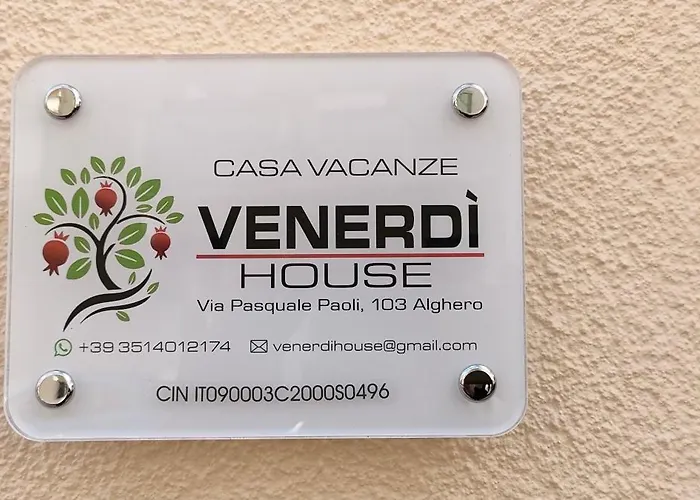 CASA VACANZE
VENERDÌ
HOUSE
Via Pasquale Paoli, 103 Alghero
+39 3514012174 venerdihouse@gmail.com
CIN IT090003C2000S0496